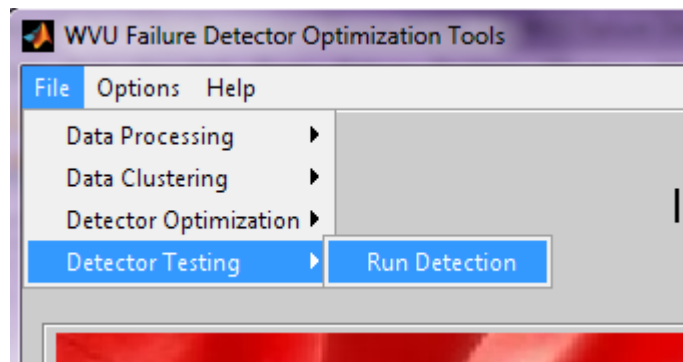 WVU Failure Detector Optimization Tools
File Options Help
Data Processing
Data Clustering
Detector Optimization
Detector Testing Run Detection